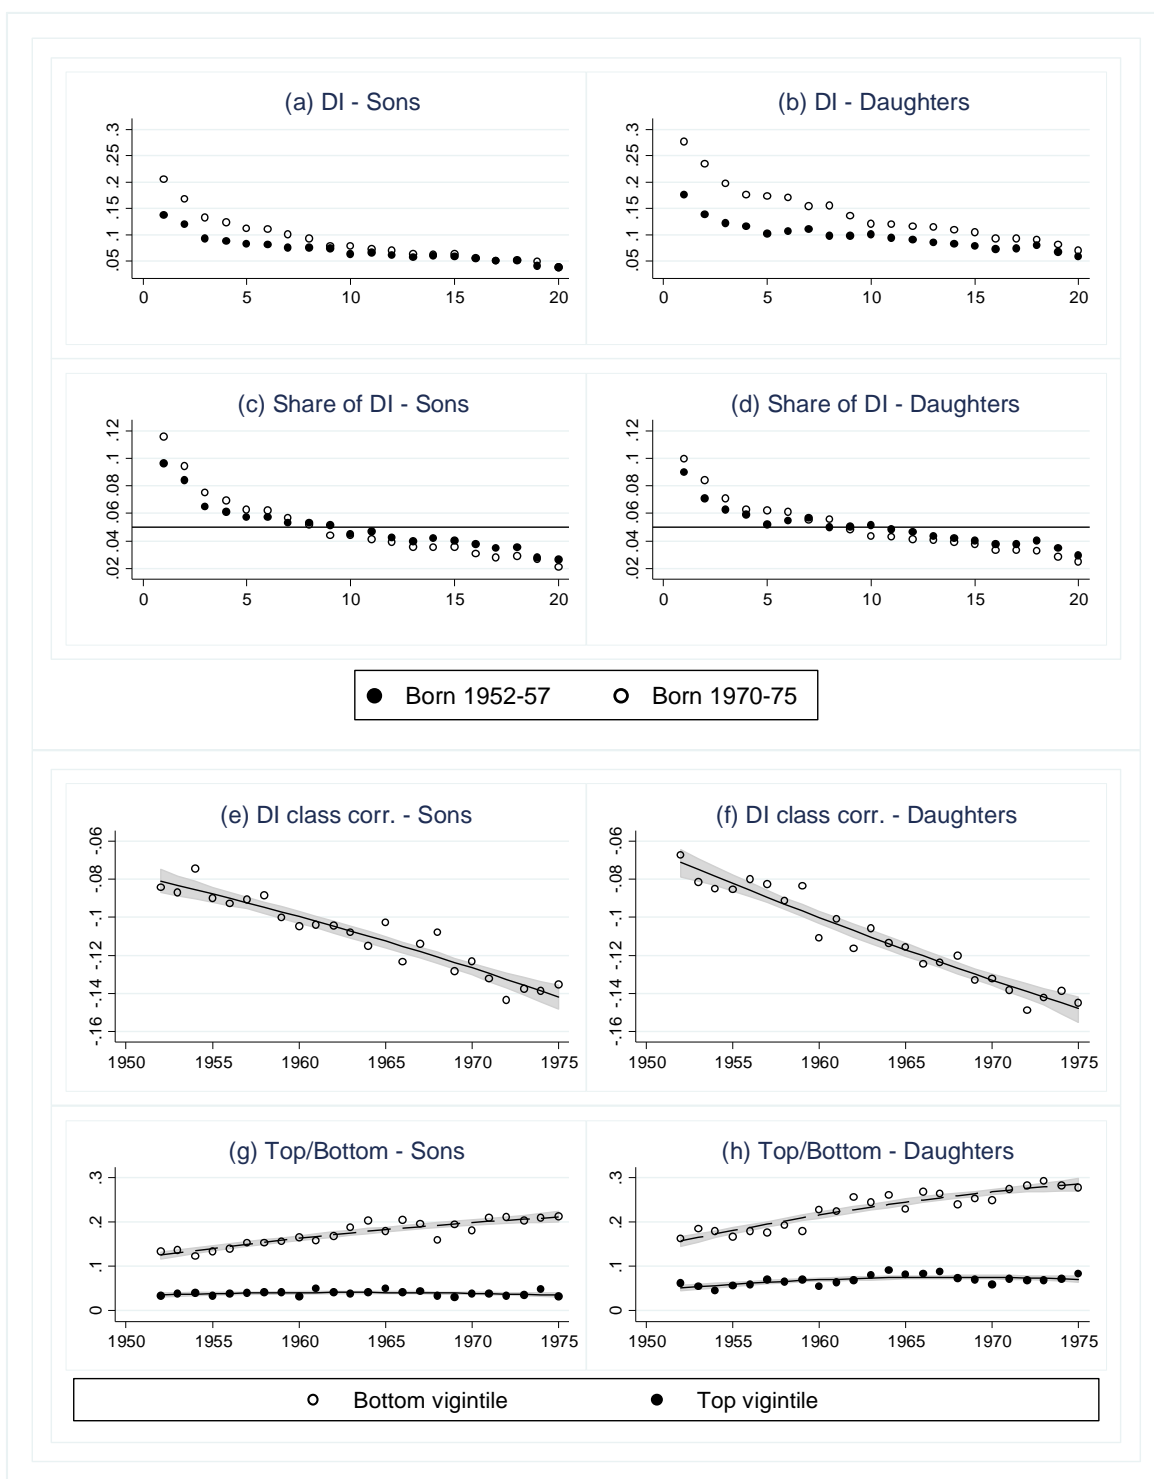 (a) DI - Sons
(b) DI - Daughters
.3
.25
.2
.15
.1
.05
0 5 10 15 20
.3
.25
.2
.15
.1
.05
0 5 10 15 20
(c) Share of DI - Sons
(d) Share of DI - Daughters
.12
.1
.08
.06
.04
.02
0 5 10 15 20
.12
.1
.08
.06
.04
.02
0 5 10 15 20
Born 1952-57 Born 1970-75
(e) DI class corr. - Sons
(f) DI class corr. - Daughters
-.06
-.08
-.1
-.12
-.14
-.16
1950 1955 1960 1965 1970 1975
-.06
-.08
-.1
-.12
-.14
-.16
1950 1955 1960 1965 1970 1975
(g) Top/Bottom - Sons
(h) Top/Bottom - Daughters
.3
.2
.1
0
1950 1955 1960 1965 1970 1975
.3
.2
.1
0
1950 1955 1960 1965 1970 1975
Bottom vigintile Top vigintile